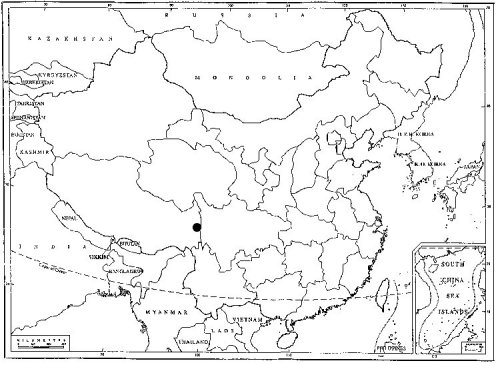 RUSSIA
KAZAKHSTAN
MONGOLIA
KYRGYZSTAN
KASHMIR
D.P.R. KOREA
REP. KOREA
JAPAN
NEPAL
INDIA
SIKKIM
BHUTAN
BANGLADESH
MYANMAR
VIETNAM
LAOS
THAILAND
PHILIPPINES
SOUTH
CHINA
SEA
ISLANDS
KILOMETERS